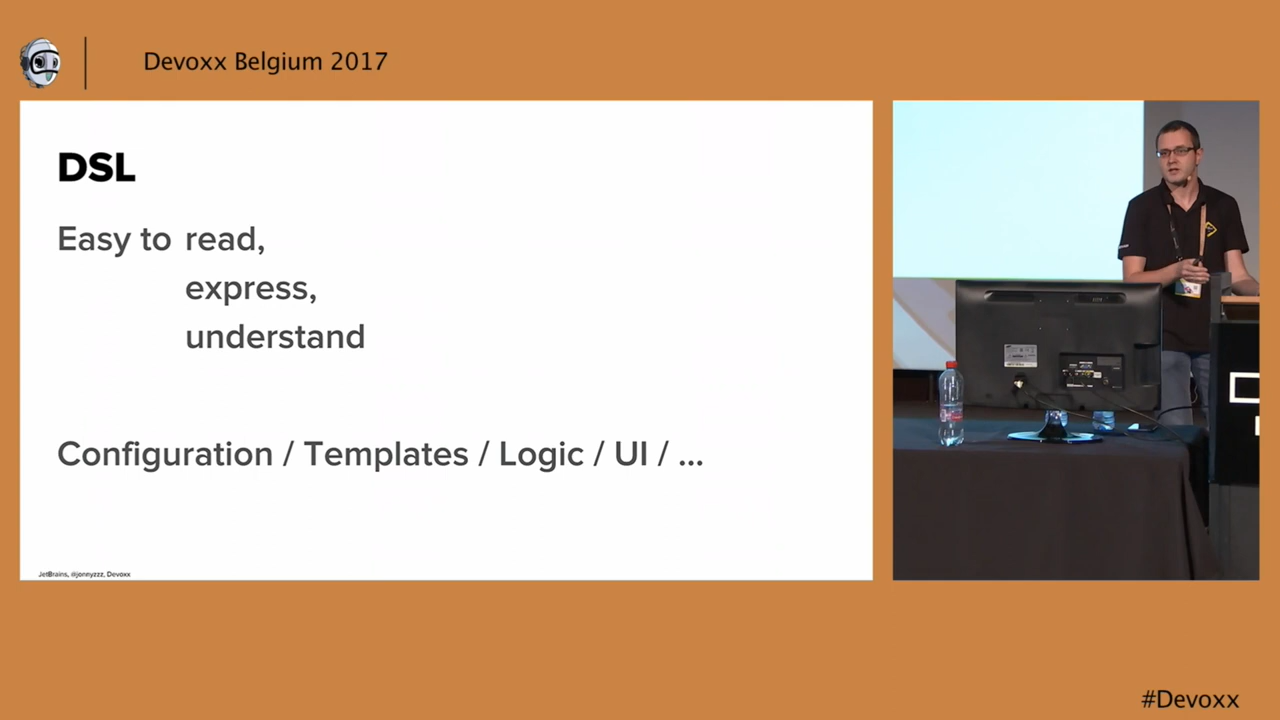 Devoxx Belgium 2017
DSL
Easy to read,
express,
understand
Configuration / Templates / Logic / UI / ...
JetBrains, @jonnyzzz, Devoxx
#Devoxx